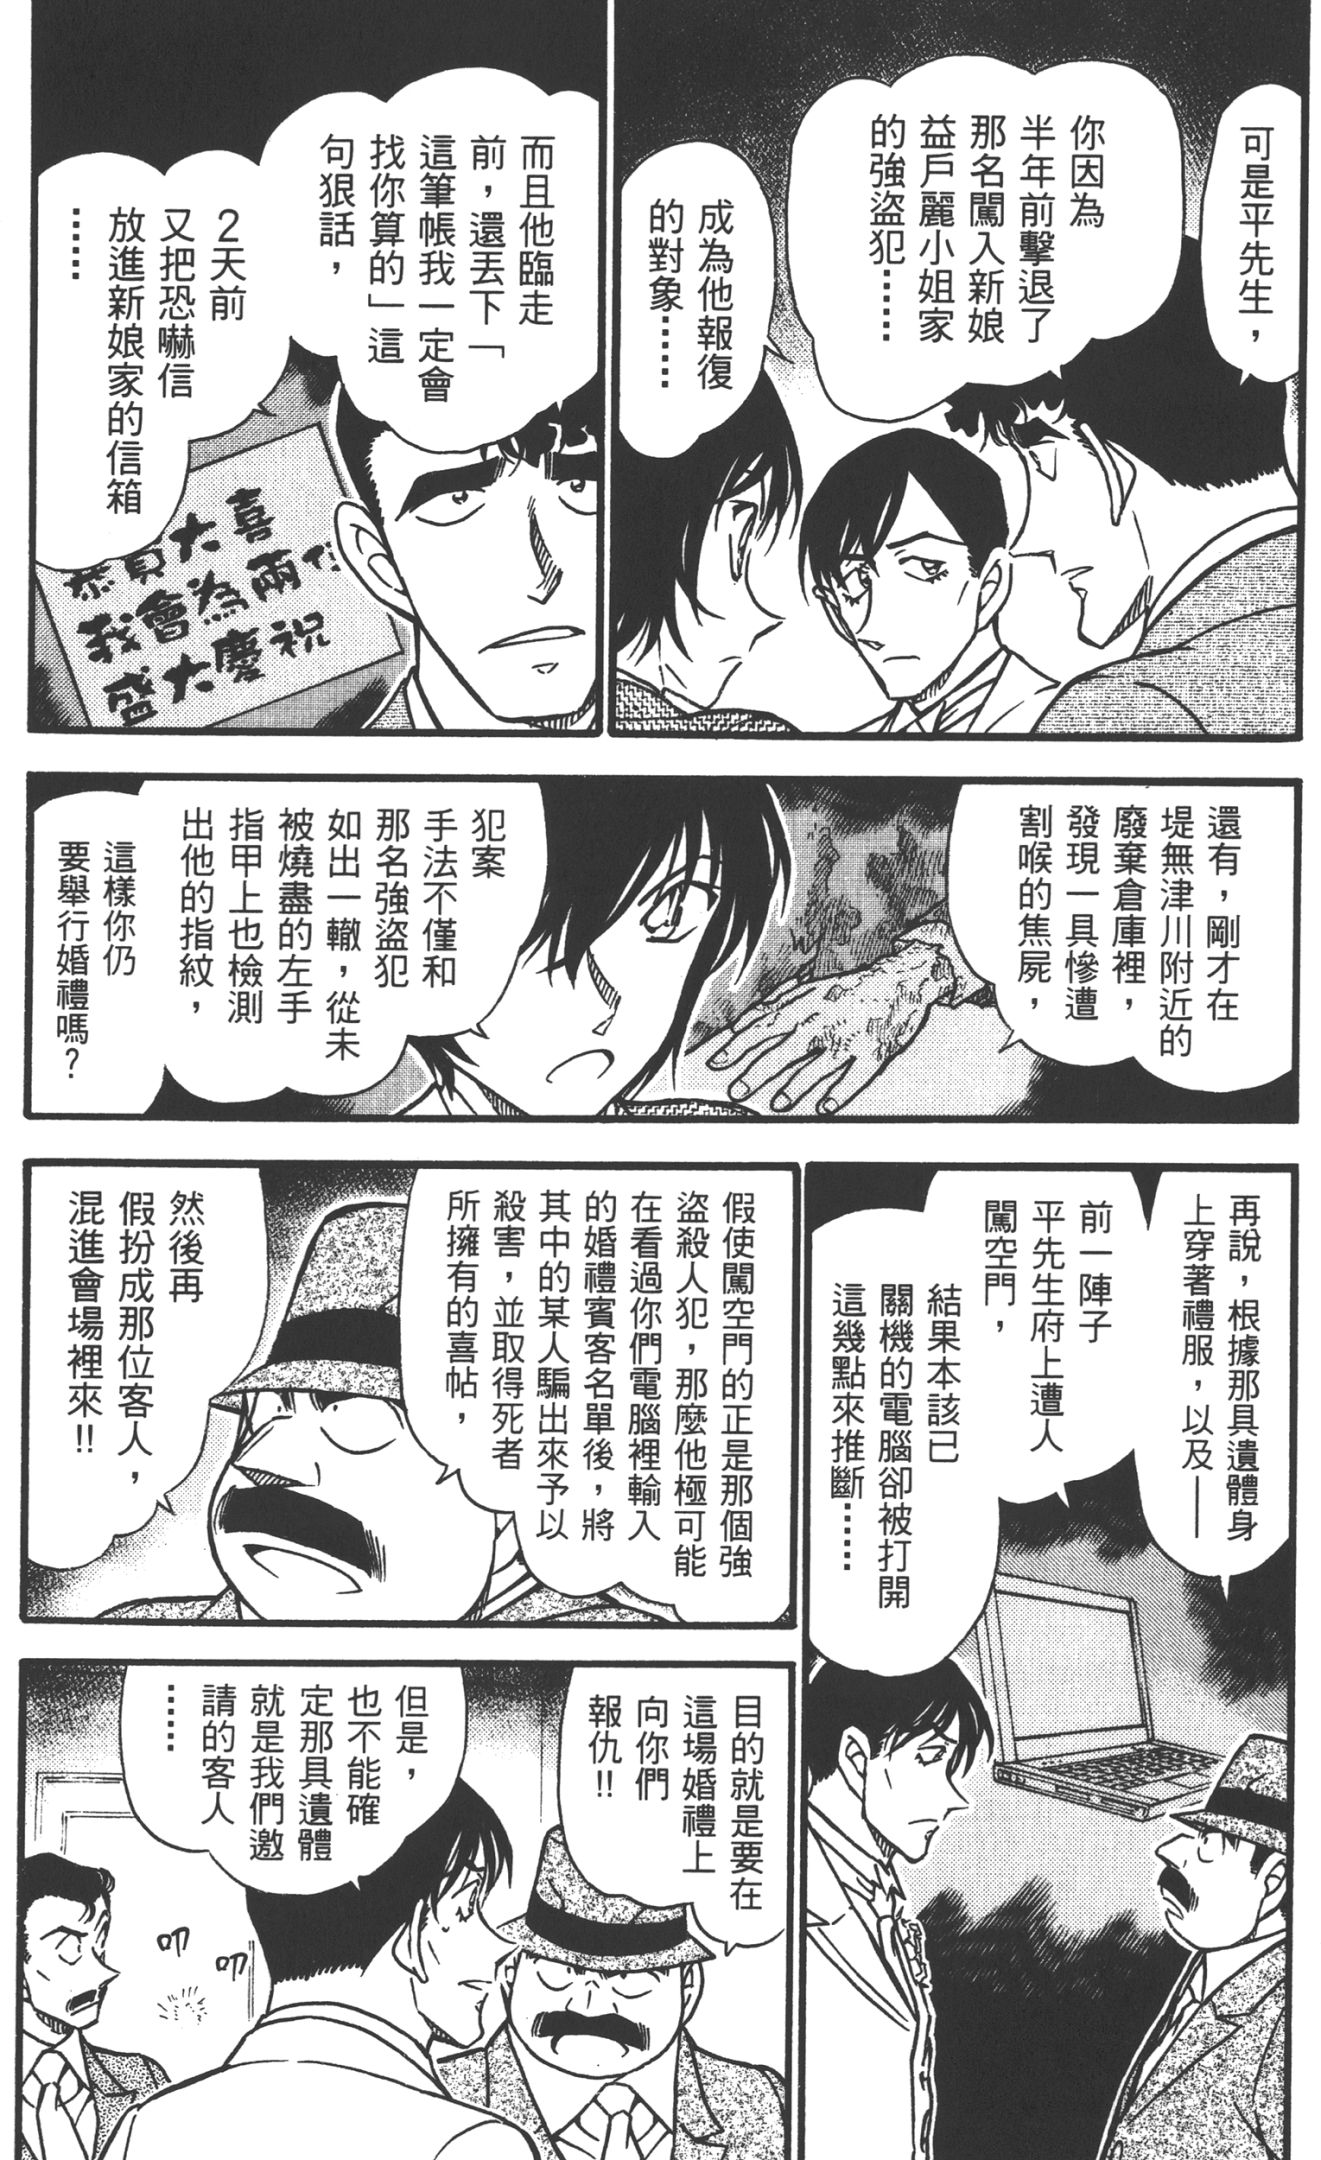 可是平先生，
你因為
半年前擊退了
那名闖入新娘
益戶麗小姐家
的強盜犯……
成為他報復
的對象……
而且他臨走
前，還丟下「
這筆帳我一定會
找你算的」這
句狠話，
2天前
又把恐嚇信
放進新娘家的信箱
……
恭賀大喜
我會為兩位
盛大慶祝
還有，剛才在
堤無津川附近的
廢棄倉庫裡，
發現一具慘遭
割喉的焦屍，
犯案
手法不僅和
那名強盜犯
如出一轍，從未
被燒盡的左手
指甲上也檢測
出他的指紋，
這樣你仍
要舉行婚禮嗎？
再說，根據那具遺體身
上穿著禮服，以及——
前一陣子
平先生府上遭人
闖空門，
結果本該已
關機的電腦卻被打開
這幾點來推斷……
假使闖空門的正是那個強
盜殺人犯，那麼他極可能
在看過你們電腦裡輸入
的婚禮賓客名單後，將
其中的某人騙出來予以
殺害，並取得死者
所擁有的喜帖，
然後再
假扮成那位客人，
混進會場裡來!!
目的就是要在
這場婚禮上
向你們
報仇!!
但是，
也不能確
定那具遺體
就是我們邀
請的客人
……
叩
叩